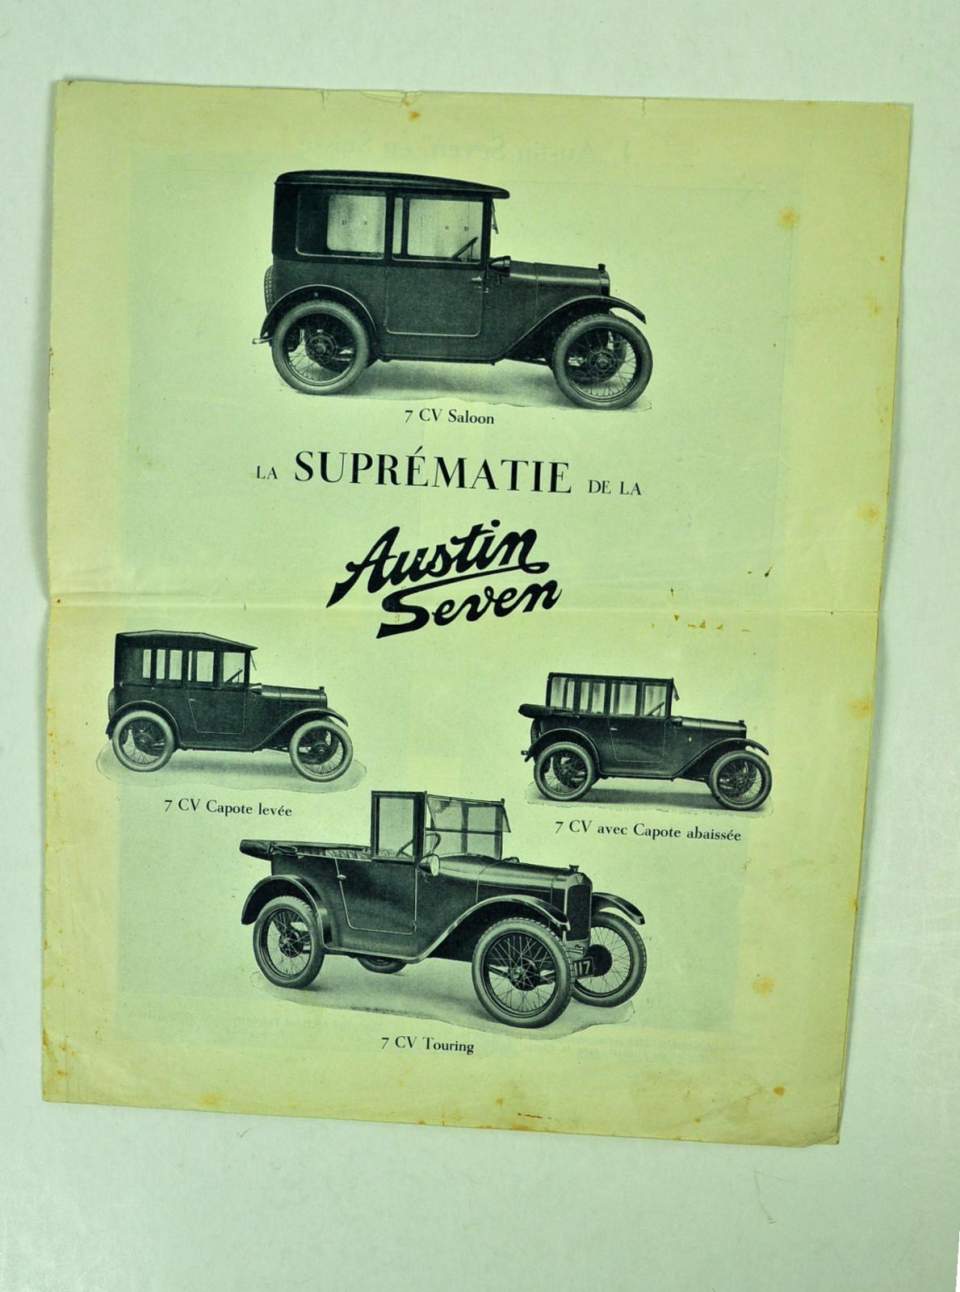 7 CV Saloon
LA SUPRÉMATIE DE LA
Austin
Seven
7 CV Capote levée
7 CV avec Capote abaissée
117
7 CV Touring